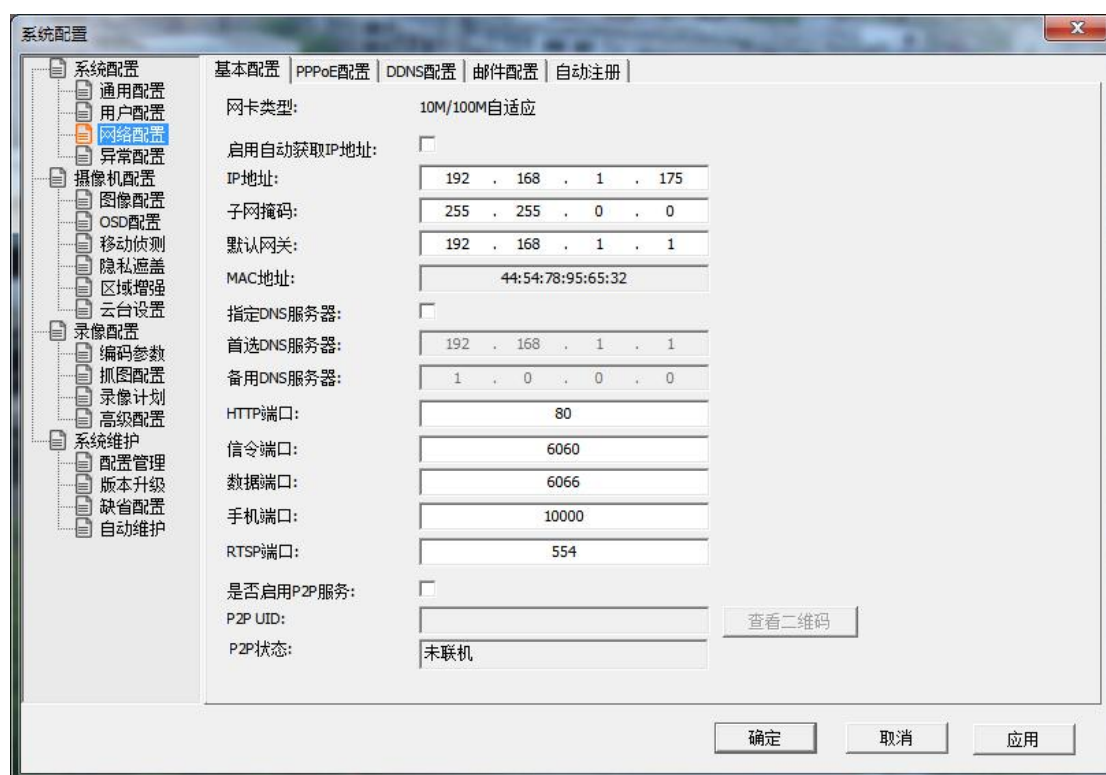 系统配置
系统配置
通用配置
用户配置
网络配置
异常配置
摄像机配置
图像配置
OSD配置
移动侦测
隐私遮盖
区域增强
云台设置
录像配置
编码参数
抓图配置
录像计划
高级配置
系统维护
配置管理
版本升级
缺省配置
自动维护
基本配置 PPPoE配置 DDNS配置 邮件配置 自动注册
网卡类型: 10M/100M自适应
启用自动获取IP地址:
IP地址: 192 . 168 . 1 . 175
子网掩码: 255 . 255 . 0 . 0
默认网关: 192 . 168 . 1 . 1
MAC地址: 44:54:78:95:65:32
指定DNS服务器:
首选DNS服务器: 192 . 168 . 1 . 1
备用DNS服务器: 1 . 0 . 0 . 0
HTTP端口: 80
信令端口: 6060
数据端口: 6066
手机端口: 10000
RTSP端口: 554
是否启用P2P服务:
P2P UID: 查看二维码
P2P状态: 未联机
确定 取消 应用